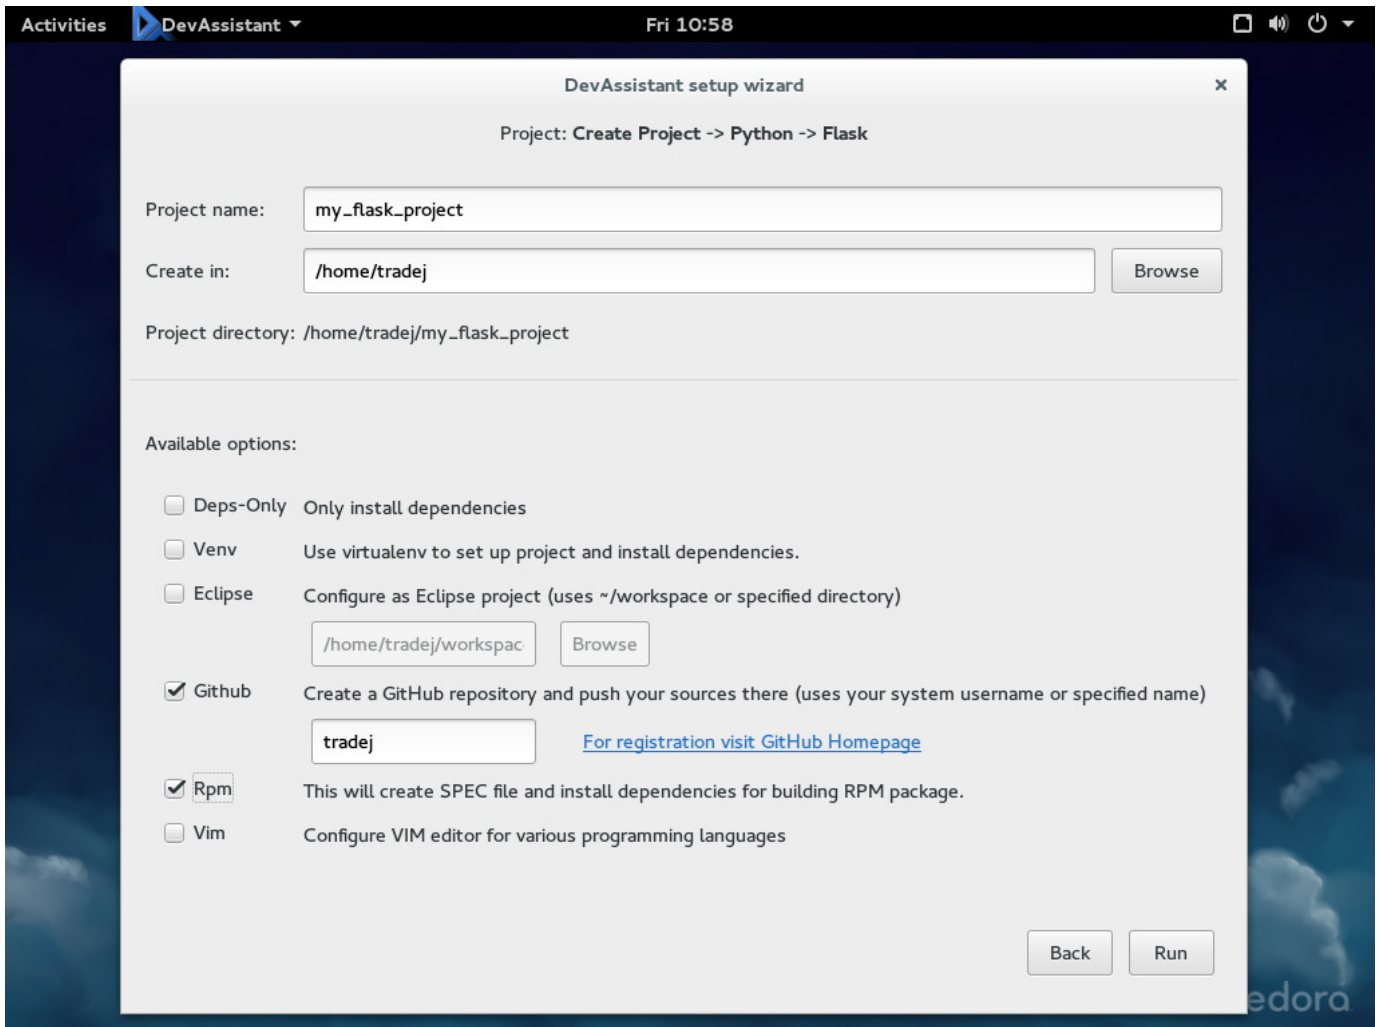 Activities DevAssistant Fri 10:58
DevAssistant setup wizard
Project: Create Project -> Python -> Flask
Project name: my_flask_project
Create in: /home/tradej Browse
Project directory: /home/tradej/my_flask_project
Available options:
Deps-Only Only install dependencies
Venv Use virtualenv to set up project and install dependencies.
Eclipse Configure as Eclipse project (uses ~/workspace or specified directory)
/home/tradej/workspac Browse
Github Create a GitHub repository and push your sources there (uses your system username or specified name)
tradej For registration visit GitHub Homepage
Rpm This will create SPEC file and install dependencies for building RPM package.
Vim Configure VIM editor for various programming languages
Back Run
edora